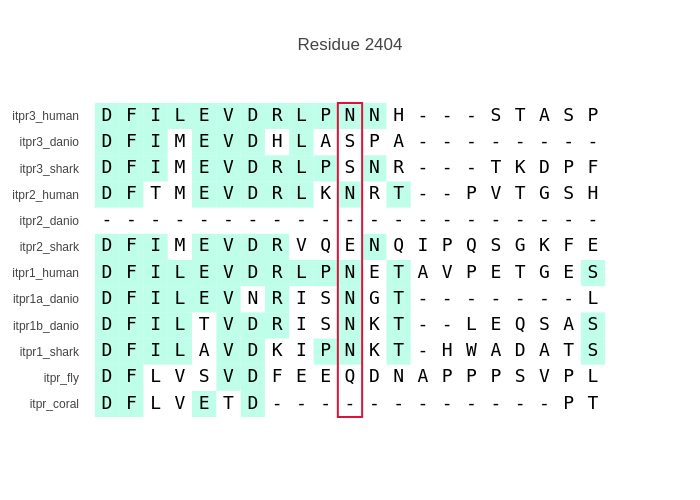 Residue 2404
itpr3_human D F I L E V D R L P N N H - - - S T A S P
itpr3_danio D F I M E V D H L A S P A - - - - - - - -
itpr3_shark D F I M E V D R L P S N R - - - T K D P F
itpr2_human D F T M E V D R L K N R T - - P V T G S H
itpr2_danio - - - - - - - - - - - - - - - - - - - - -
itpr2_shark D F I M E V D R V Q E N Q I P Q S G K F E
itpr1_human D F I L E V D R L P N E T A V P E T G E S
itpr1a_danio D F I L E V N R I S N G T - - - - - - - L
itpr1b_danio D F I L T V D R I S N K T - - L E Q S A S
itpr1_shark D F I L A V D K I P N K T - H W A D A T S
itpr_fly D F L V S V D F E E Q D N A P P P S V P L
itpr_coral D F L V E T D - - - - - - - - - - - - P T